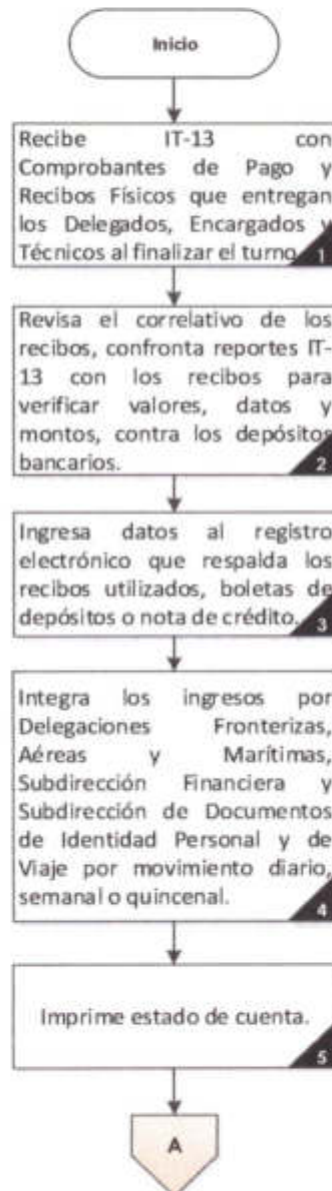 Inicio
Recibe IT-13 con
Comprobantes de Pago y
Recibos Físicos que entregan
los Delegados, Encargados y
Técnicos al finalizar el turno.
1
Revisa el correlativo de los
recibos, confronta reportes IT-
13 con los recibos para
verificar valores, datos y
montos, contra los depósitos
bancarios.
2
Ingresa datos al registro
electrónico que respalda los
recibos utilizados, boletas de
depósitos o nota de crédito.
3
Integra los ingresos por
Delegaciones Fronterizas,
Aéreas y Marítimas,
Subdirección Financiera y
Subdirección de Documentos
de Identidad Personal y de
Viaje por movimiento diario,
semanal o quincenal.
4
Imprime estado de cuenta.
5
A